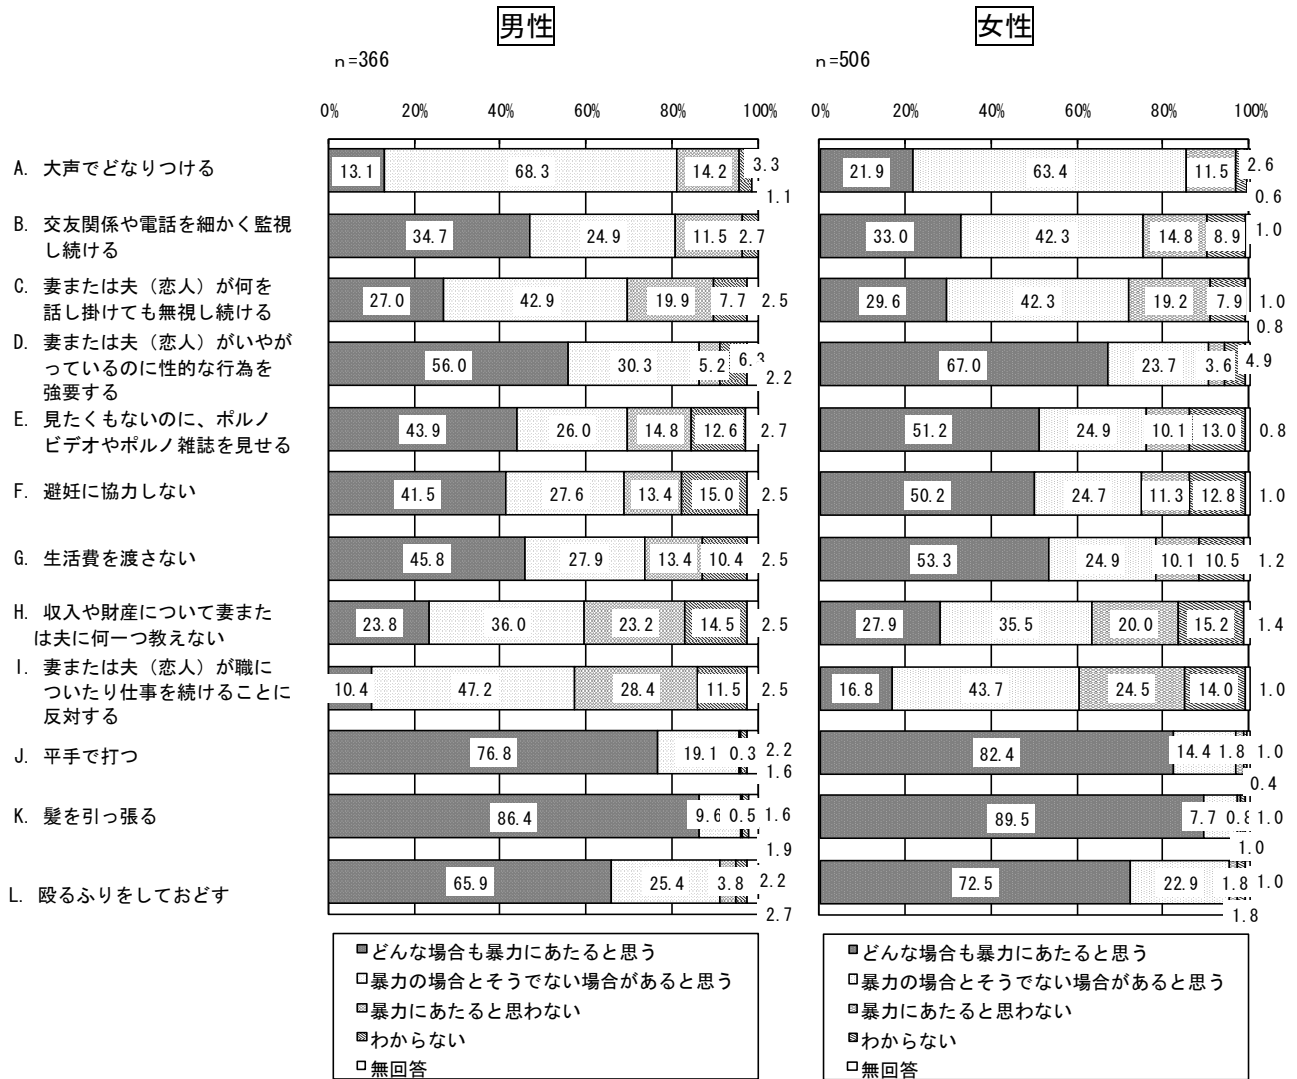 男性
女性
n=366
n=506
0% 20% 40% 60% 80% 100%
0% 20% 40% 60% 80% 100%
A. 大声でどなりつける
13.1 68.3 14.2 3.3 1.1
21.9 63.4 11.5 2.6 0.6
B. 交友関係や電話を細かく監視
し続ける
34.7 24.9 11.5 2.7
33.0 42.3 14.8 8.9 1.0
C. 妻または夫（恋人）が何を
話し掛けても無視し続ける
27.0 42.9 19.9 7.7 2.5
29.6 42.3 19.2 7.9 1.0
D. 妻または夫（恋人）がいやが
っているのに性的な行為を
強要する
56.0 30.3 5.2 6.3 2.2
67.0 23.7 3.6 4.9 0.8
E. 見たくもないのに、ポルノ
ビデオやポルノ雑誌を見せる
43.9 26.0 14.8 12.6 2.7
51.2 24.9 10.1 13.0 0.8
F. 避妊に協力しない
41.5 27.6 13.4 15.0 2.5
50.2 24.7 11.3 12.8 1.0
G. 生活費を渡さない
45.8 27.9 13.4 10.4 2.5
53.3 24.9 10.1 10.5 1.2
H. 収入や財産について妻また
は夫に何一つ教えない
23.8 36.0 23.2 14.5 2.5
27.9 35.5 20.0 15.2 1.4
I. 妻または夫（恋人）が職に
ついたり仕事を続けることに
反対する
10.4 47.2 28.4 11.5 2.5
16.8 43.7 24.5 14.0 1.0
J. 平手で打つ
76.8 19.1 0.3 2.2 1.6
82.4 14.4 1.8 1.0 0.4
K. 髪を引っ張る
86.4 9.6 0.5 1.6 1.9
89.5 7.7 0.8 1.0 1.0
L. 殴るふりをしておどす
65.9 25.4 3.8 2.2 2.7
72.5 22.9 1.8 1.0 1.8
どんな場合も暴力にあたると思う
暴力の場合とそうでない場合があると思う
暴力にあたると思わない
わからない
無回答
どんな場合も暴力にあたると思う
暴力の場合とそうでない場合があると思う
暴力にあたると思わない
わからない
無回答